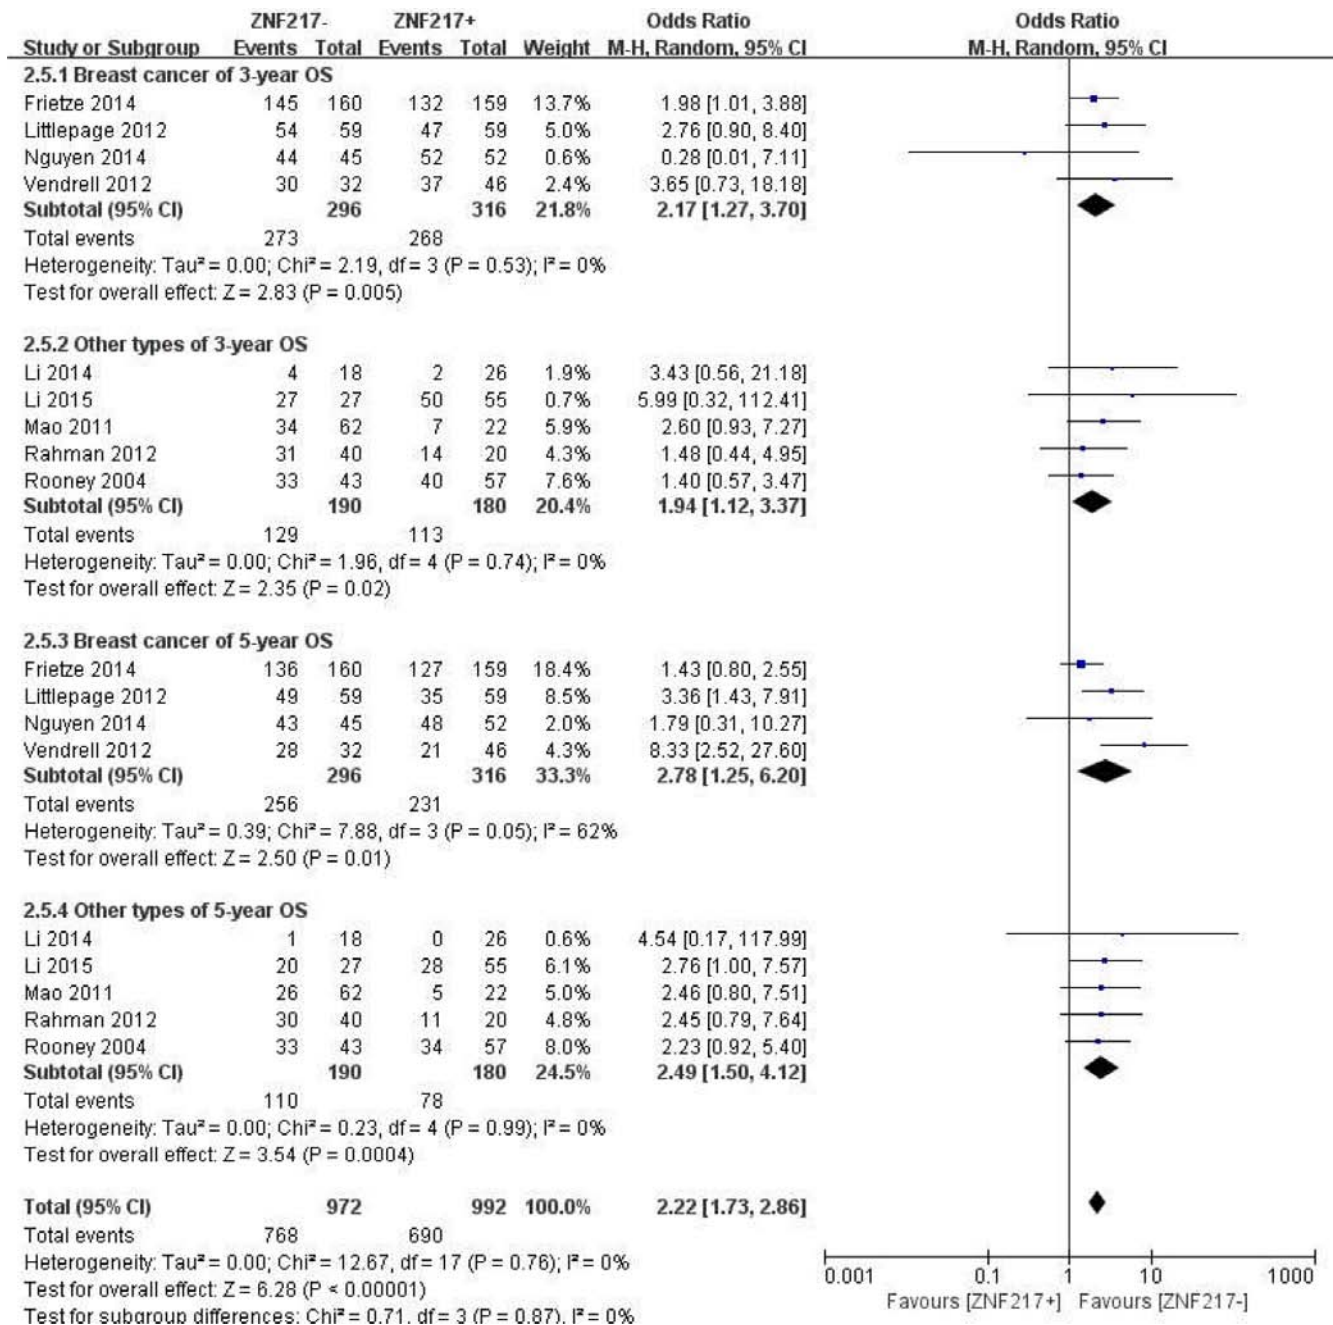 ZNF217- ZNF217+ Odds Ratio Odds Ratio
Study or Subgroup Events Total Events Total Weight M-H, Random, 95% CI M-H, Random, 95% CI
2.5.1 Breast cancer of 3-year OS
Frietze 2014 145 160 132 159 13.7% 1.98 [1.01, 3.88]
Littlepage 2012 54 59 47 59 5.0% 2.76 [0.90, 8.40]
Nguyen 2014 44 45 52 52 0.6% 0.28 [0.01, 7.11]
Vendrell 2012 30 32 37 46 2.4% 3.65 [0.73, 18.18]
Subtotal (95% CI) 296 316 21.8% 2.17 [1.27, 3.70]
Total events 273 268
Heterogeneity: Tau² = 0.00; Chi² = 2.19, df = 3 (P = 0.53); I² = 0%
Test for overall effect: Z = 2.83 (P = 0.005)
2.5.2 Other types of 3-year OS
Li 2014 4 18 2 26 1.9% 3.43 [0.56, 21.18]
Li 2015 27 27 50 55 0.7% 5.99 [0.32, 112.41]
Mao 2011 34 62 7 22 5.9% 2.60 [0.93, 7.27]
Rahman 2012 31 40 14 20 4.3% 1.48 [0.44, 4.95]
Rooney 2004 33 43 40 57 7.6% 1.40 [0.57, 3.47]
Subtotal (95% CI) 190 180 20.4% 1.94 [1.12, 3.37]
Total events 129 113
Heterogeneity: Tau² = 0.00; Chi² = 1.96, df = 4 (P = 0.74); I² = 0%
Test for overall effect: Z = 2.35 (P = 0.02)
2.5.3 Breast cancer of 5-year OS
Frietze 2014 136 160 127 159 18.4% 1.43 [0.80, 2.55]
Littlepage 2012 49 59 35 59 8.5% 3.36 [1.43, 7.91]
Nguyen 2014 43 45 48 52 2.0% 1.79 [0.31, 10.27]
Vendrell 2012 28 32 21 46 4.3% 8.33 [2.52, 27.60]
Subtotal (95% CI) 296 316 33.3% 2.78 [1.25, 6.20]
Total events 256 231
Heterogeneity: Tau² = 0.39; Chi² = 7.88, df = 3 (P = 0.05); I² = 62%
Test for overall effect: Z = 2.50 (P = 0.01)
2.5.4 Other types of 5-year OS
Li 2014 1 18 0 26 0.6% 4.54 [0.17, 117.99]
Li 2015 20 27 28 55 6.1% 2.76 [1.00, 7.57]
Mao 2011 26 62 5 22 5.0% 2.46 [0.80, 7.51]
Rahman 2012 30 40 11 20 4.8% 2.45 [0.79, 7.64]
Rooney 2004 33 43 34 57 8.0% 2.23 [0.92, 5.40]
Subtotal (95% CI) 190 180 24.5% 2.49 [1.50, 4.12]
Total events 110 78
Heterogeneity: Tau² = 0.00; Chi² = 0.23, df = 4 (P = 0.99); I² = 0%
Test for overall effect: Z = 3.54 (P = 0.0004)
Total (95% CI) 972 992 100.0% 2.22 [1.73, 2.86]
Total events 768 690
Heterogeneity: Tau² = 0.00; Chi² = 12.67, df = 17 (P = 0.76); I² = 0%
Test for overall effect: Z = 6.28 (P < 0.00001)
Test for subgroup differences: Chi² = 0.71, df = 3 (P = 0.87), I² = 0%
0.001 0.1 1 10 1000
Favours [ZNF217+] Favours [ZNF217-]